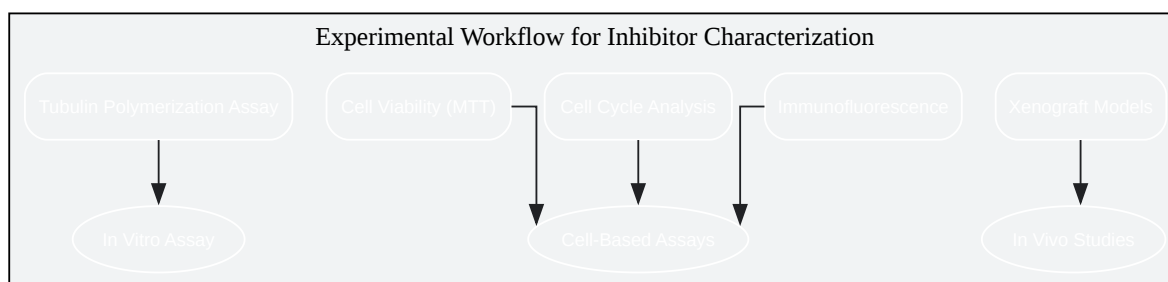 Experimental Workflow for Inhibitor Characterization
Tubulin Polymerization Assay
Cell Viability (MTT)
Cell Cycle Analysis
Immunofluorescence
Xenograft Models
In Vitro Assay
Cell-Based Assays
In Vivo Studies